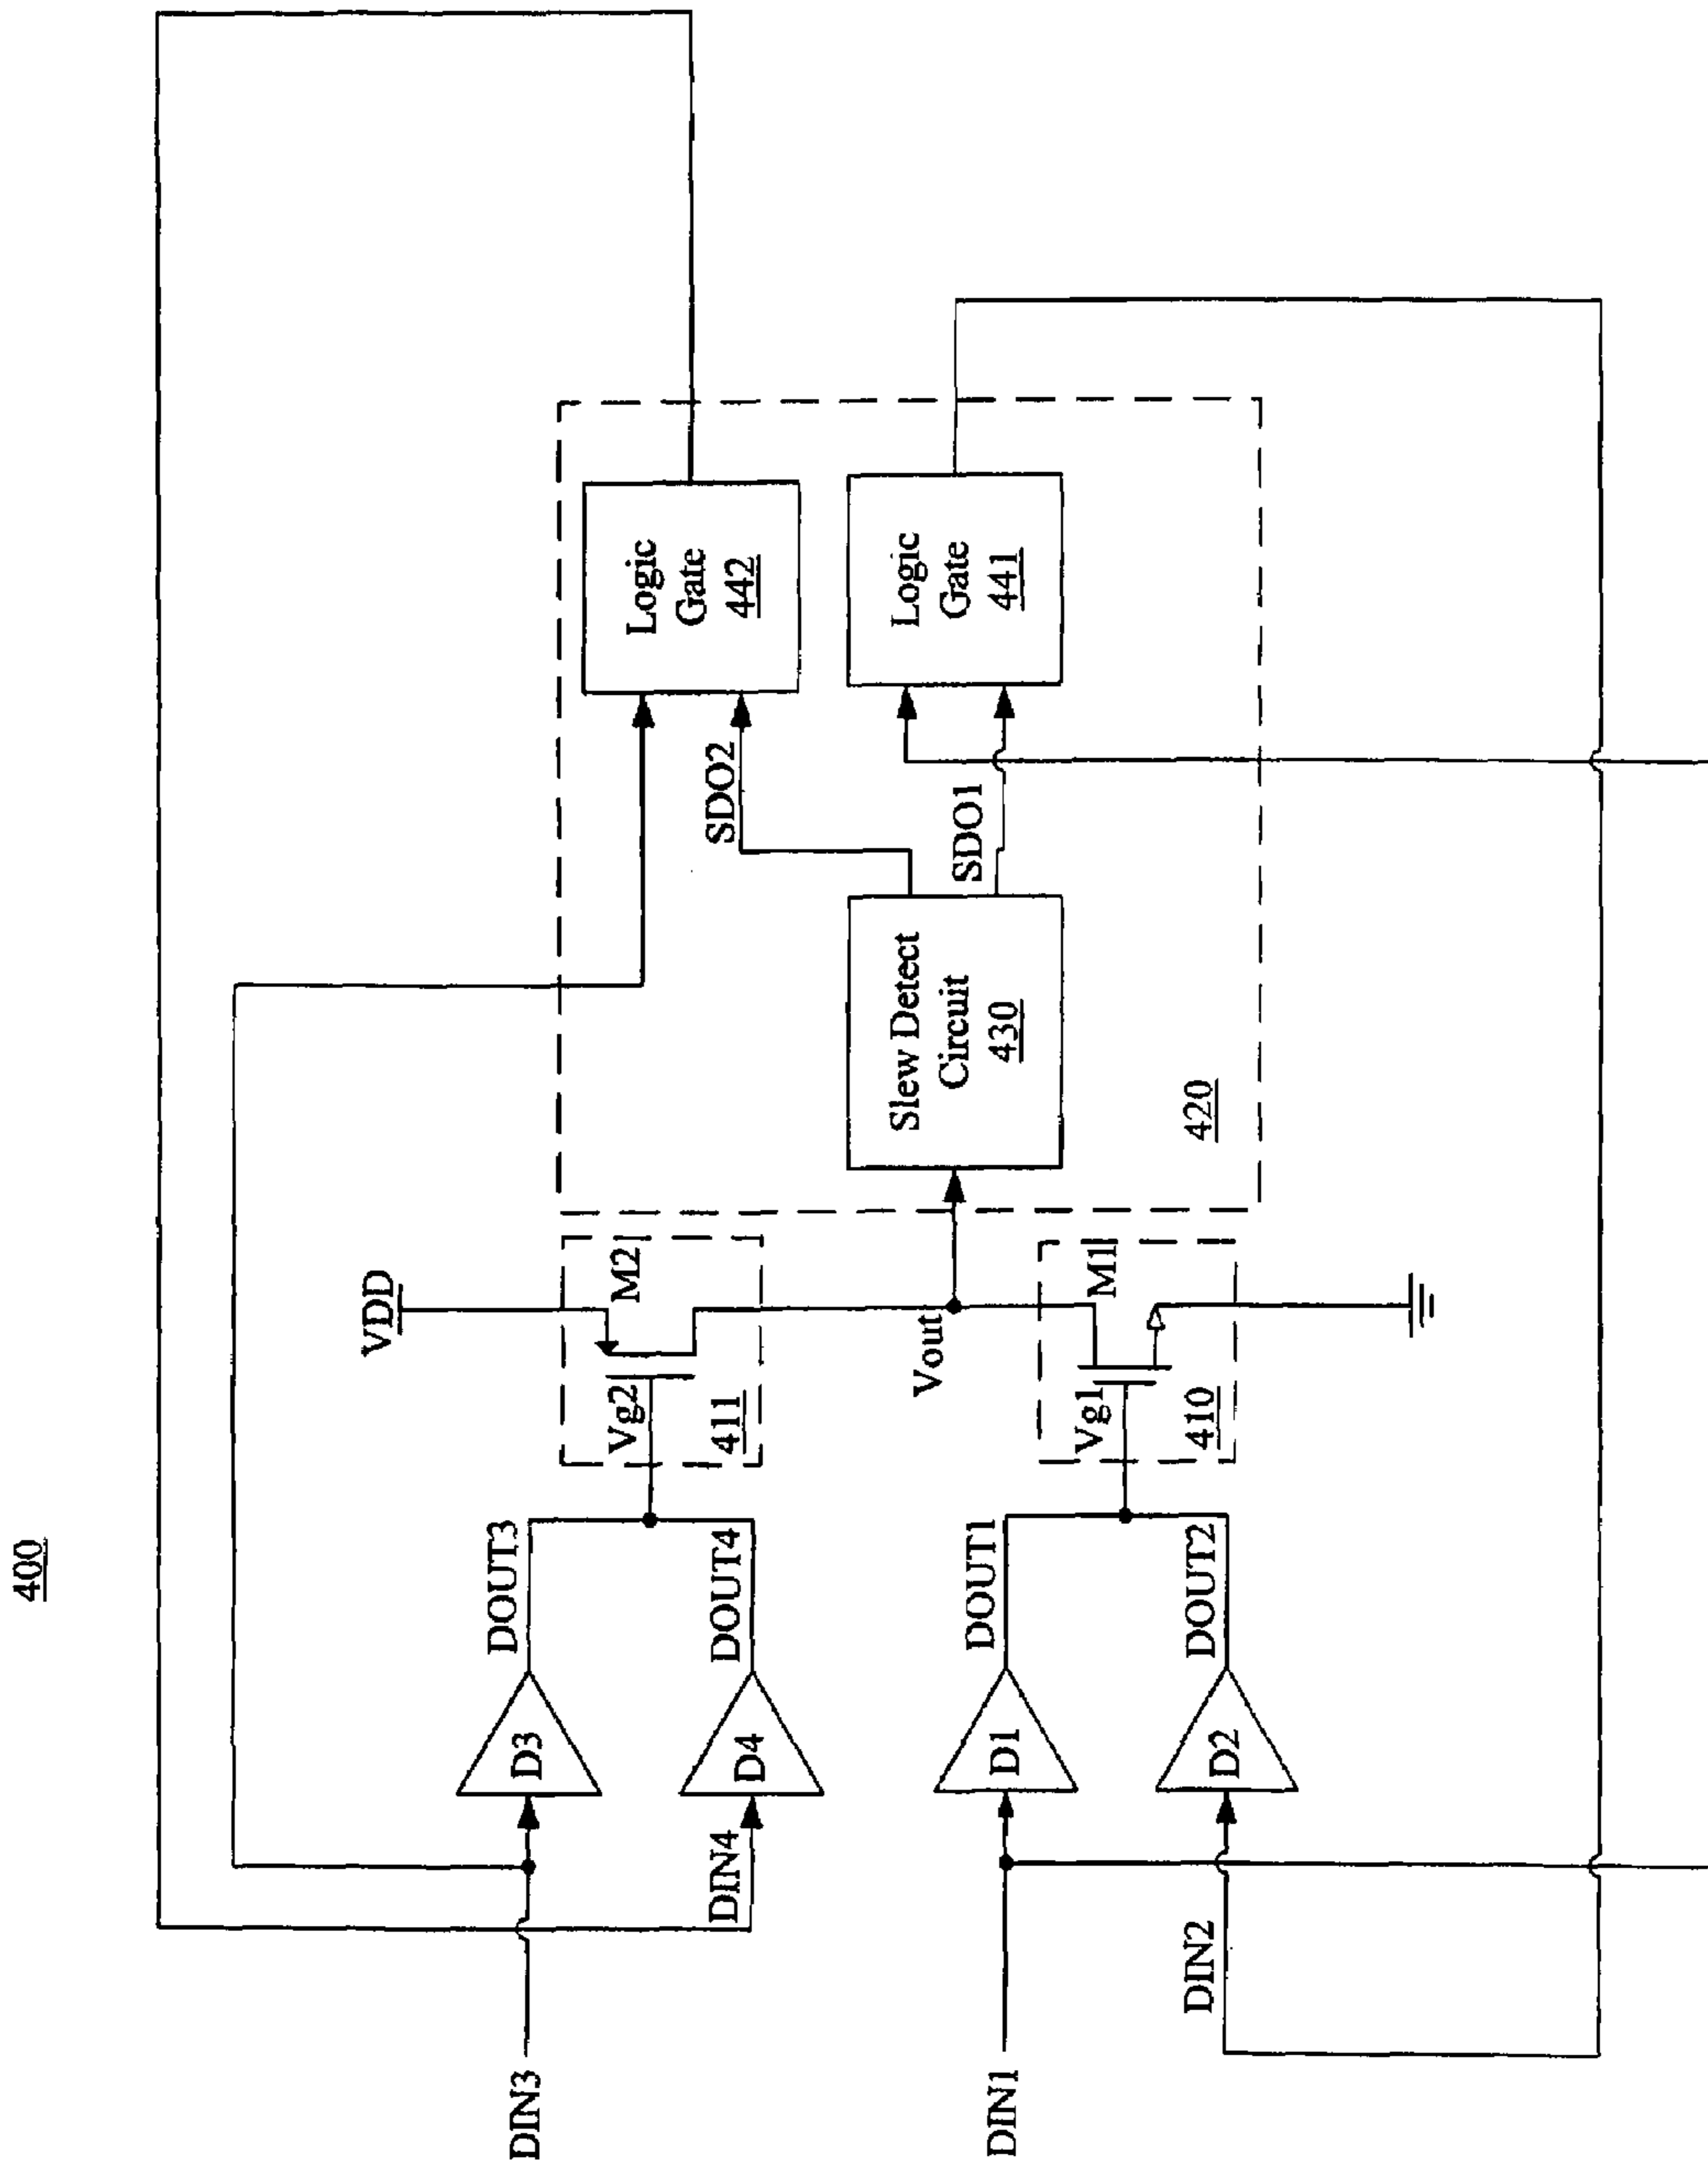 400
VDD
DIN3
D3
DOUT3
DIN4
D4
DOUT4
Vg2
M2
411
Vout
DIN1
D1
DOUT1
DIN2
D2
DOUT2
Vg1
M1
410
Slew Detect
Circuit
430
SDO2
SDO1
Logic
Gate
442
Logic
Gate
441
420